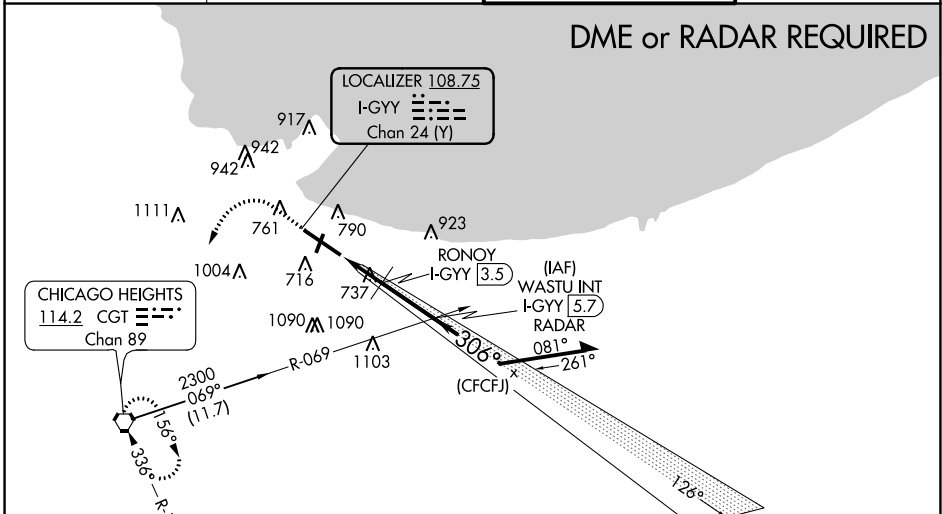 DME or RADAR REQUIRED
LOCALIZER 108.75
I-GYY
Chan 24 (Y)
917
942
942
1111
761
790
923
1004
716
737
RONOY
I-GYY 3.5
(IAF)
WASTU INT
I-GYY 5.7
RADAR
CHICAGO HEIGHTS
114.2 CGT
Chan 89
1090
1090
1103
R-069
306°
081°
261°
x
(CFCFJ)
2300
069°
(11.7)
156°
336°
R-
126°